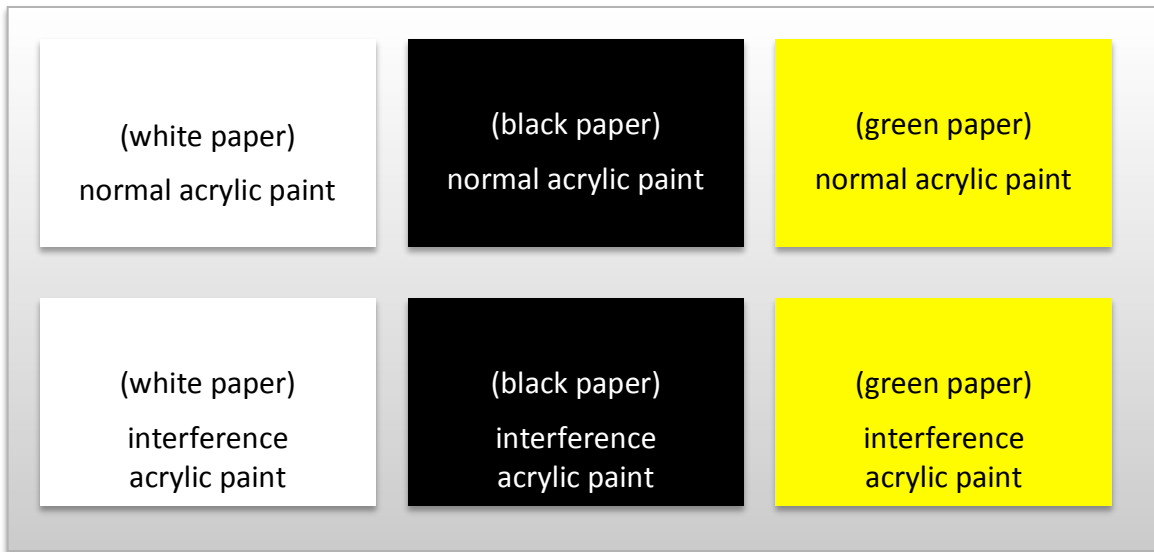 (white paper)
normal acrylic paint
(black paper)
normal acrylic paint
(green paper)
normal acrylic paint
(white paper)
interference
acrylic paint
(black paper)
interference
acrylic paint
(green paper)
interference
acrylic paint